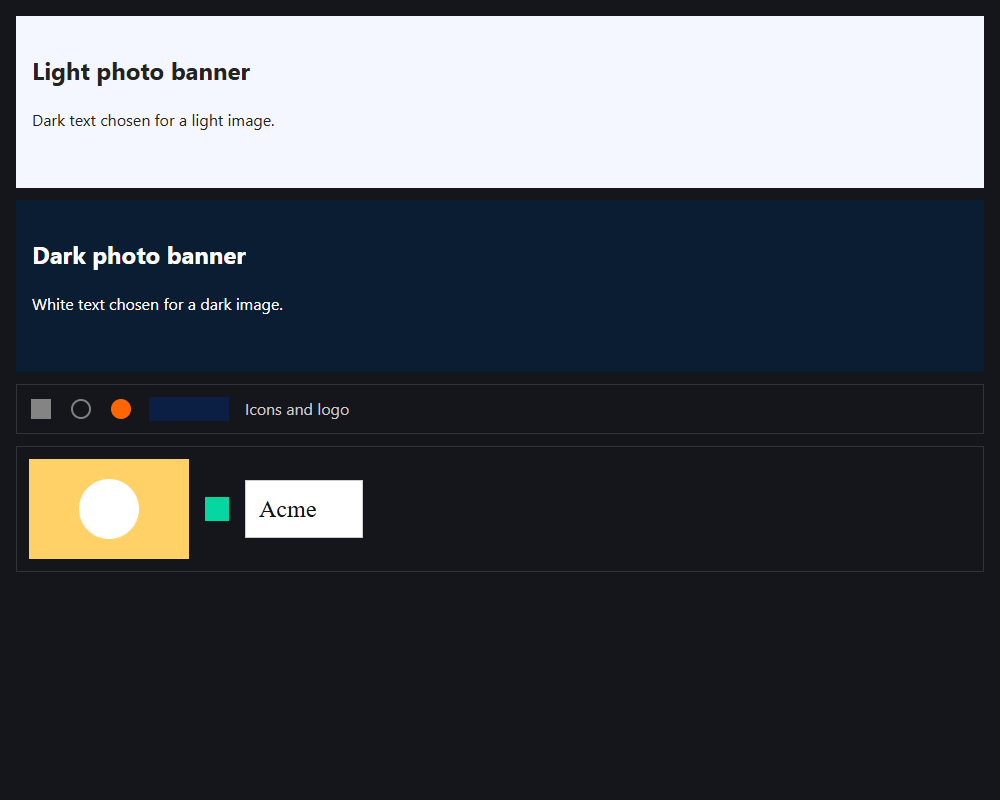 Light photo banner
Dark text chosen for a light image.
Dark photo banner
White text chosen for a dark image.
Icons and logo
Acme